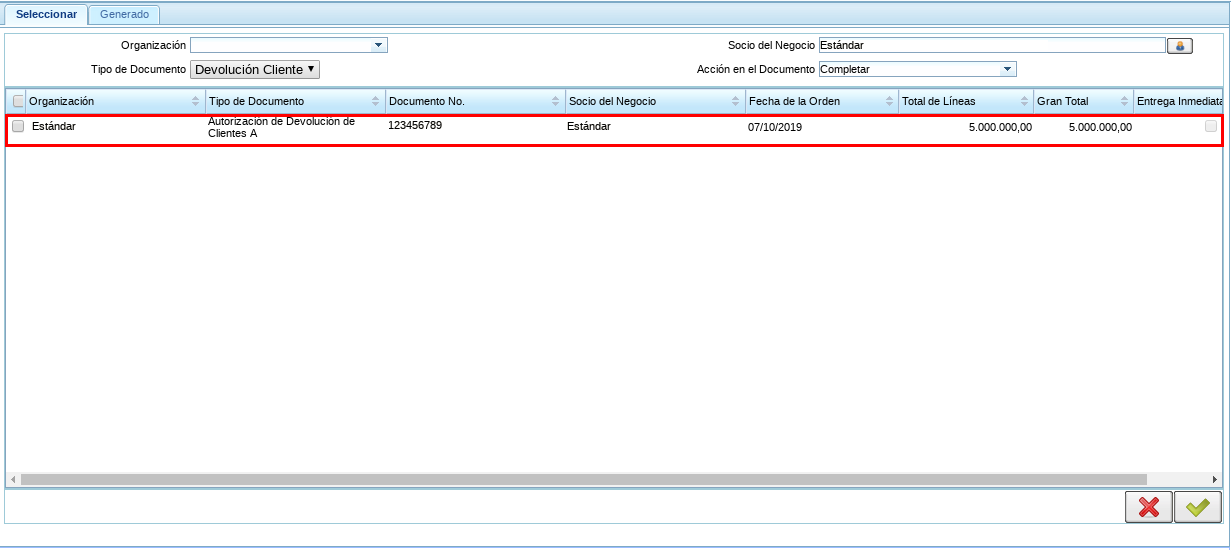 Seleccionar Generado
Organización Socio del Negocio Estándar
Tipo de Documento Devolución Cliente Acción en el Documento Completar
Organización Tipo de Documento Documento No. Socio del Negocio Fecha de la Orden Total de Líneas Gran Total Entrega Inmediata
Estándar Autorización de Devolución de Clientes A 123456789 Estándar 07/10/2019 5.000.000,00 5.000.000,00